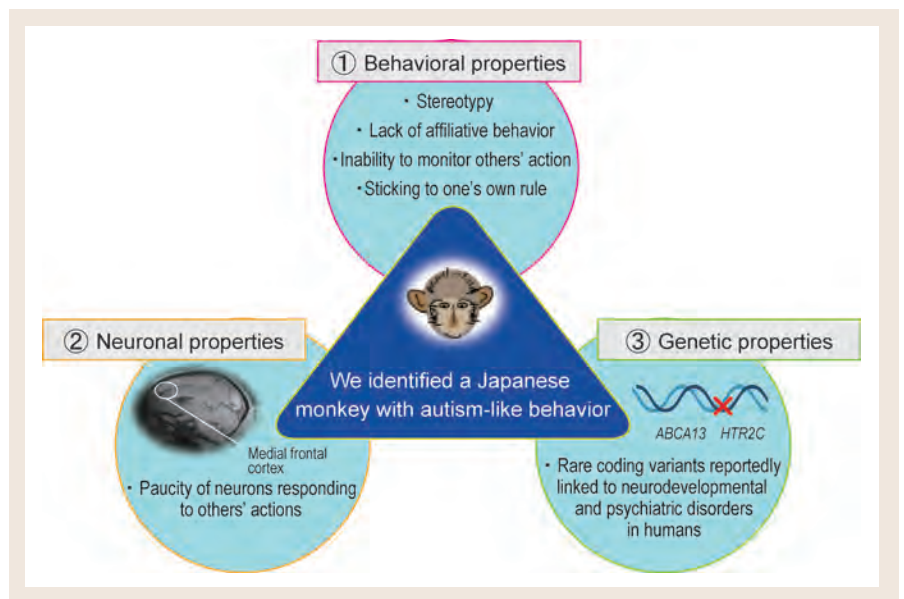 ① Behavioral properties
・Stereotypy
・Lack of affiliative behavior
・Inability to monitor others' action
・Sticking to one's own rule
We identified a Japanese
monkey with autism-like behavior
② Neuronal properties
Medial frontal
cortex
・Paucity of neurons responding
to others' actions
③ Genetic properties
ABCA13 HTR2C
・Rare coding variants reportedly
linked to neurodevelopmental
and psychiatric disorders
in humans